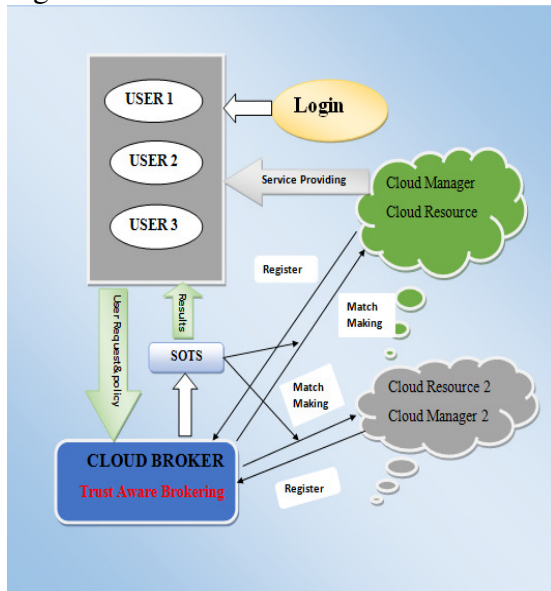 USER 1
Login
USER 2
Service Providing
Cloud Manager
Cloud Resource
USER 3
Register
User Request& policy
Results
Match
Making
SOTS
Match
Making
Cloud Resource 2
Cloud Manager 2
CLOUD BROKER
Trust Aware Brokering
Register